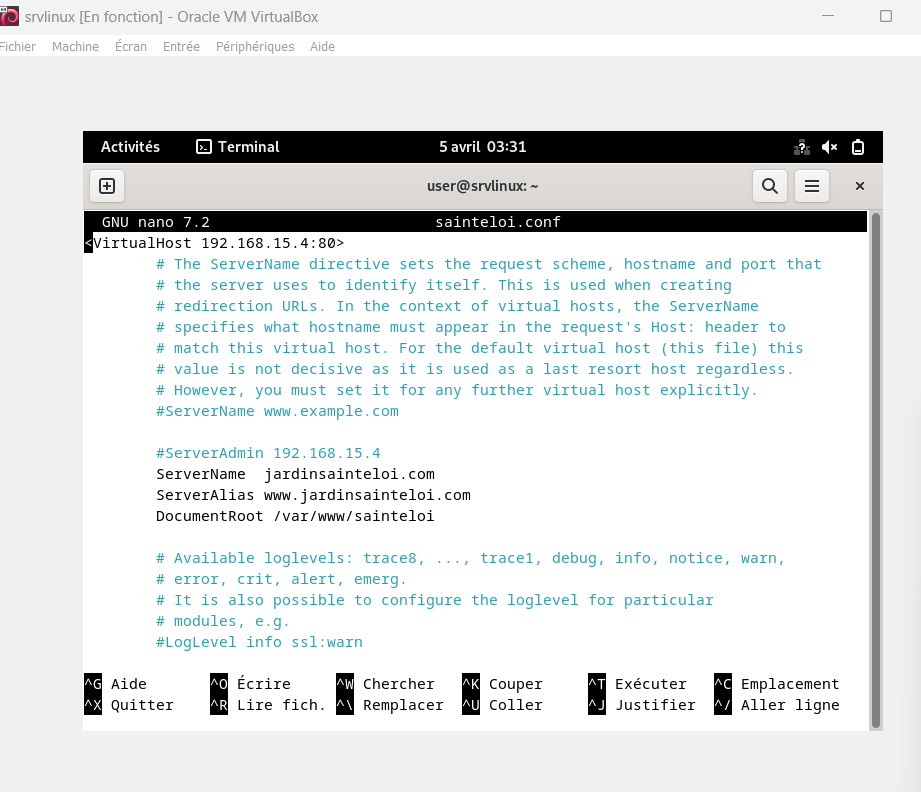 srvlinux [En fonction] - Oracle VM VirtualBox
Fichier Machine Écran Entrée Périphériques Aide
Activités Terminal 5 avril 03:31
user@srvlinux: ~
GNU nano 7.2 sainteloi.conf
<VirtualHost 192.168.15.4:80>
# The ServerName directive sets the request scheme, hostname and port that
# the server uses to identify itself. This is used when creating
# redirection URLs. In the context of virtual hosts, the ServerName
# specifies what hostname must appear in the request's Host: header to
# match this virtual host. For the default virtual host (this file) this
# value is not decisive as it is used as a last resort host regardless.
# However, you must set it for any further virtual host explicitly.
#ServerName www.example.com
#ServerAdmin 192.168.15.4
ServerName  jardinsainteloi.com
ServerAlias www.jardinsainteloi.com
DocumentRoot /var/www/sainteloi
# Available loglevels: trace8, ..., trace1, debug, info, notice, warn,
# error, crit, alert, emerg.
# It is also possible to configure the loglevel for particular
# modules, e.g.
#LogLevel info ssl:warn
^G Aide ^O Écrire ^W Chercher ^K Couper ^T Exécuter ^C Emplacement
^X Quitter ^R Lire fich. ^\ Remplacer ^U Coller ^J Justifier ^/ Aller ligne